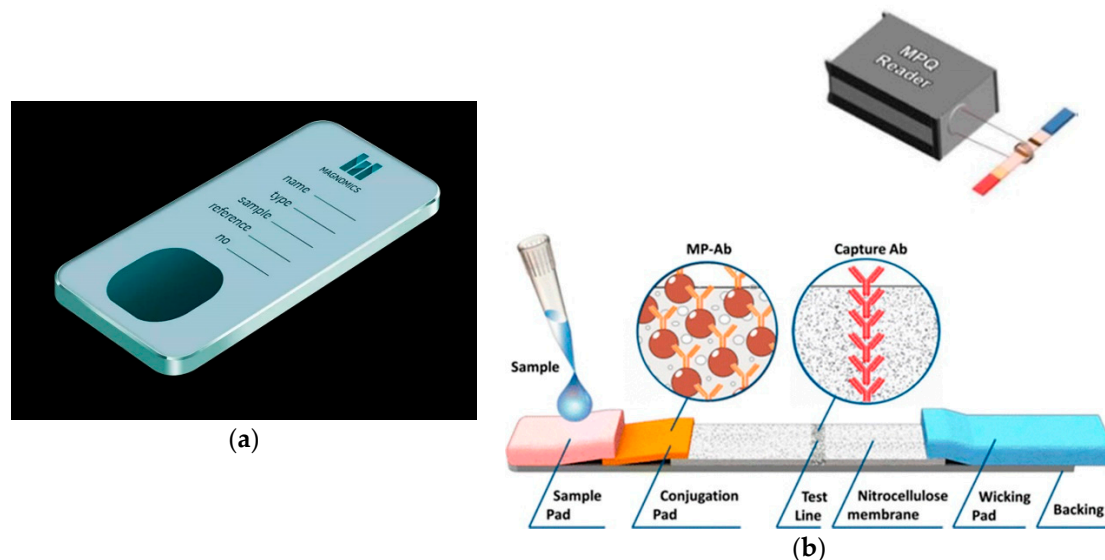 MAGNOMICS
name
type
sample
reference
no
(a)
MPQ
Reader
MP-Ab
Capture Ab
Sample
Sample
Pad
Conjugation
Pad
Test
Line
Nitrocellulose
membrane
Wicking
Pad
Backing
(b)